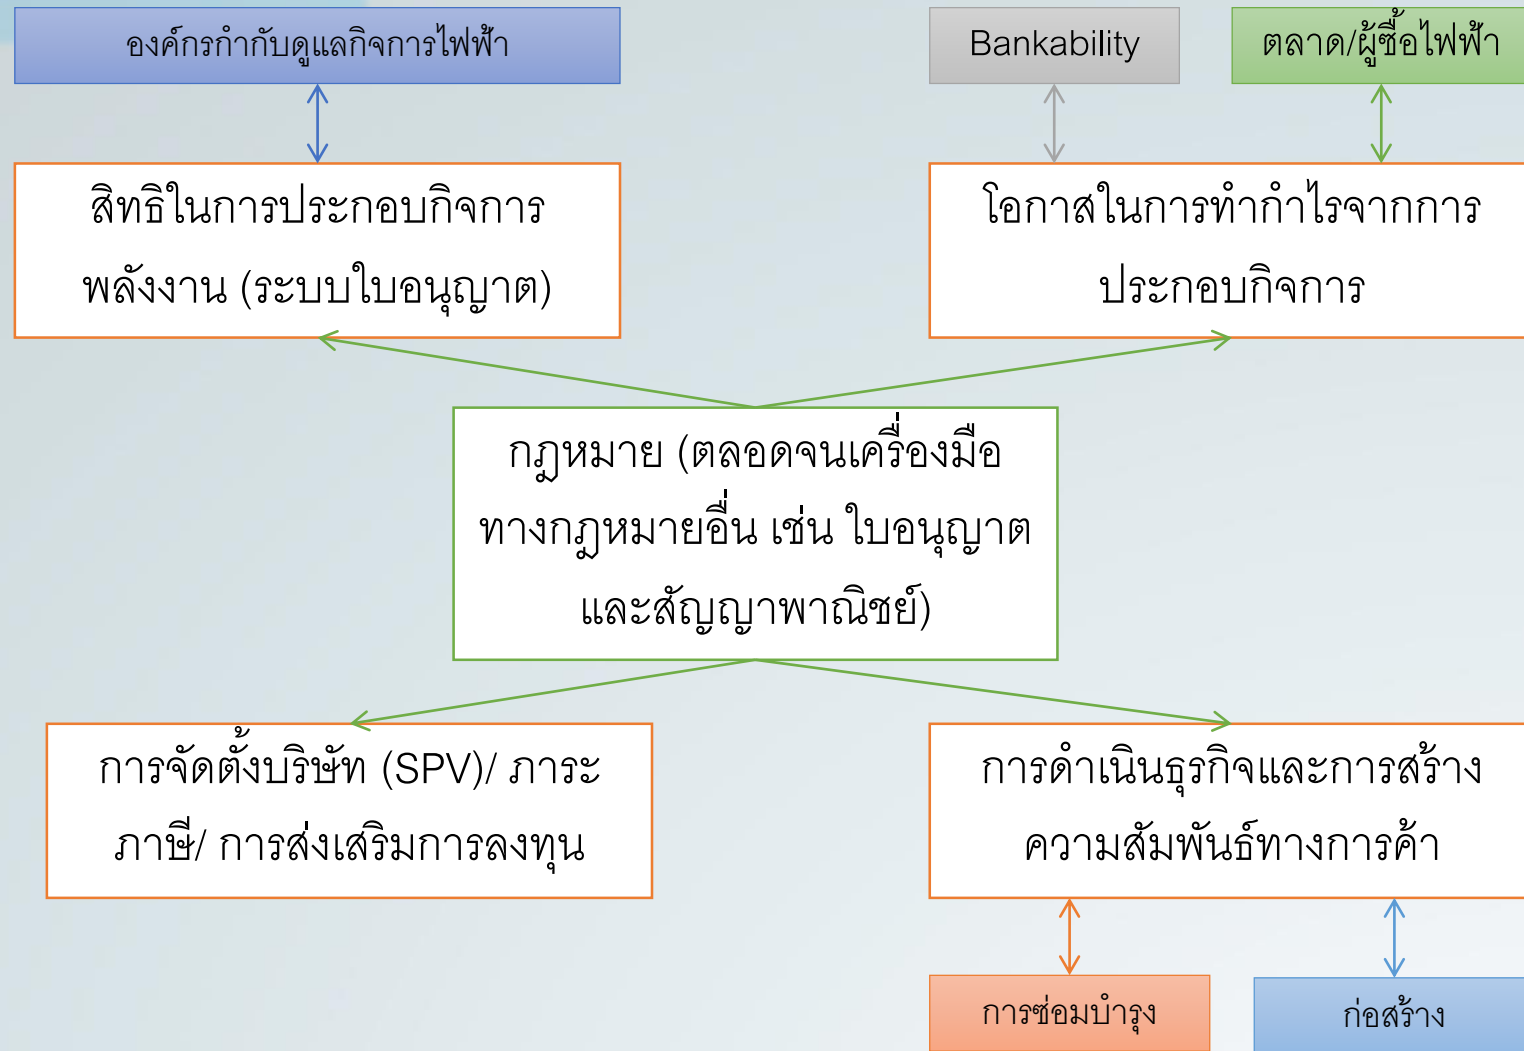 องค์กรกำกับดูแลกิจการไฟฟ้า
Bankability
ตลาด/ผู้ซื้อไฟฟ้า
สิทธิในการประกอบกิจการ
พลังงาน (ระบบใบอนุญาต)
โอกาสในการทำกำไรจากการ
ประกอบกิจการ
กฎหมาย (ตลอดจนเครื่องมือ
ทางกฎหมายอื่น เช่น ใบอนุญาต
และสัญญาพาณิชย์)
การจัดตั้งบริษัท (SPV)/ ภาระ
ภาษี/ การส่งเสริมการลงทุน
การดำเนินธุรกิจและการสร้าง
ความสัมพันธ์ทางการค้า
การซ่อมบำรุง
ก่อสร้าง